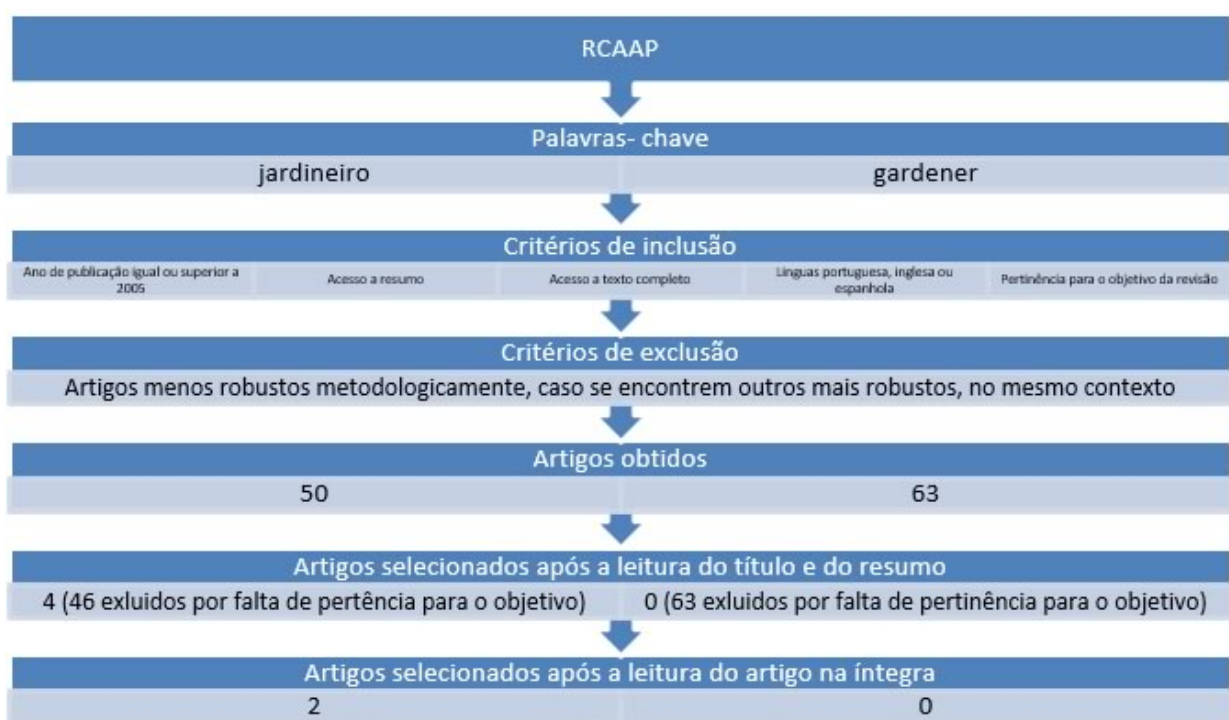 RCAAP
Palavras- chave
jardineiro
gardener
Critérios de inclusão
Ano de publicação igual ou superior a
2005
Acesso a resumo
Acesso a texto completo
Línguas portuguesa, inglesa ou
espanhola
Pertinência para o objetivo da revisão
Critérios de exclusão
Artigos menos robustos metodologicamente, caso se encontrem outros mais robustos, no mesmo contexto
Artigos obtidos
50
63
Artigos selecionados após a leitura do título e do resumo
4 (46 exluidos por falta de pertência para o objetivo)
0 (63 exluidos por falta de pertinência para o objetivo)
Artigos selecionados após a leitura do artigo na íntegra
2
0